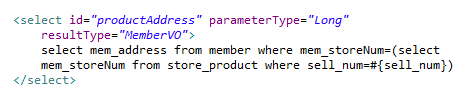 <select id="productAddress" parameterType="Long"
resultType="MemberVO">
select mem_address from member where mem_storeNum=(select
mem_storeNum from store_product where sell_num=#{sell_num})
</select>